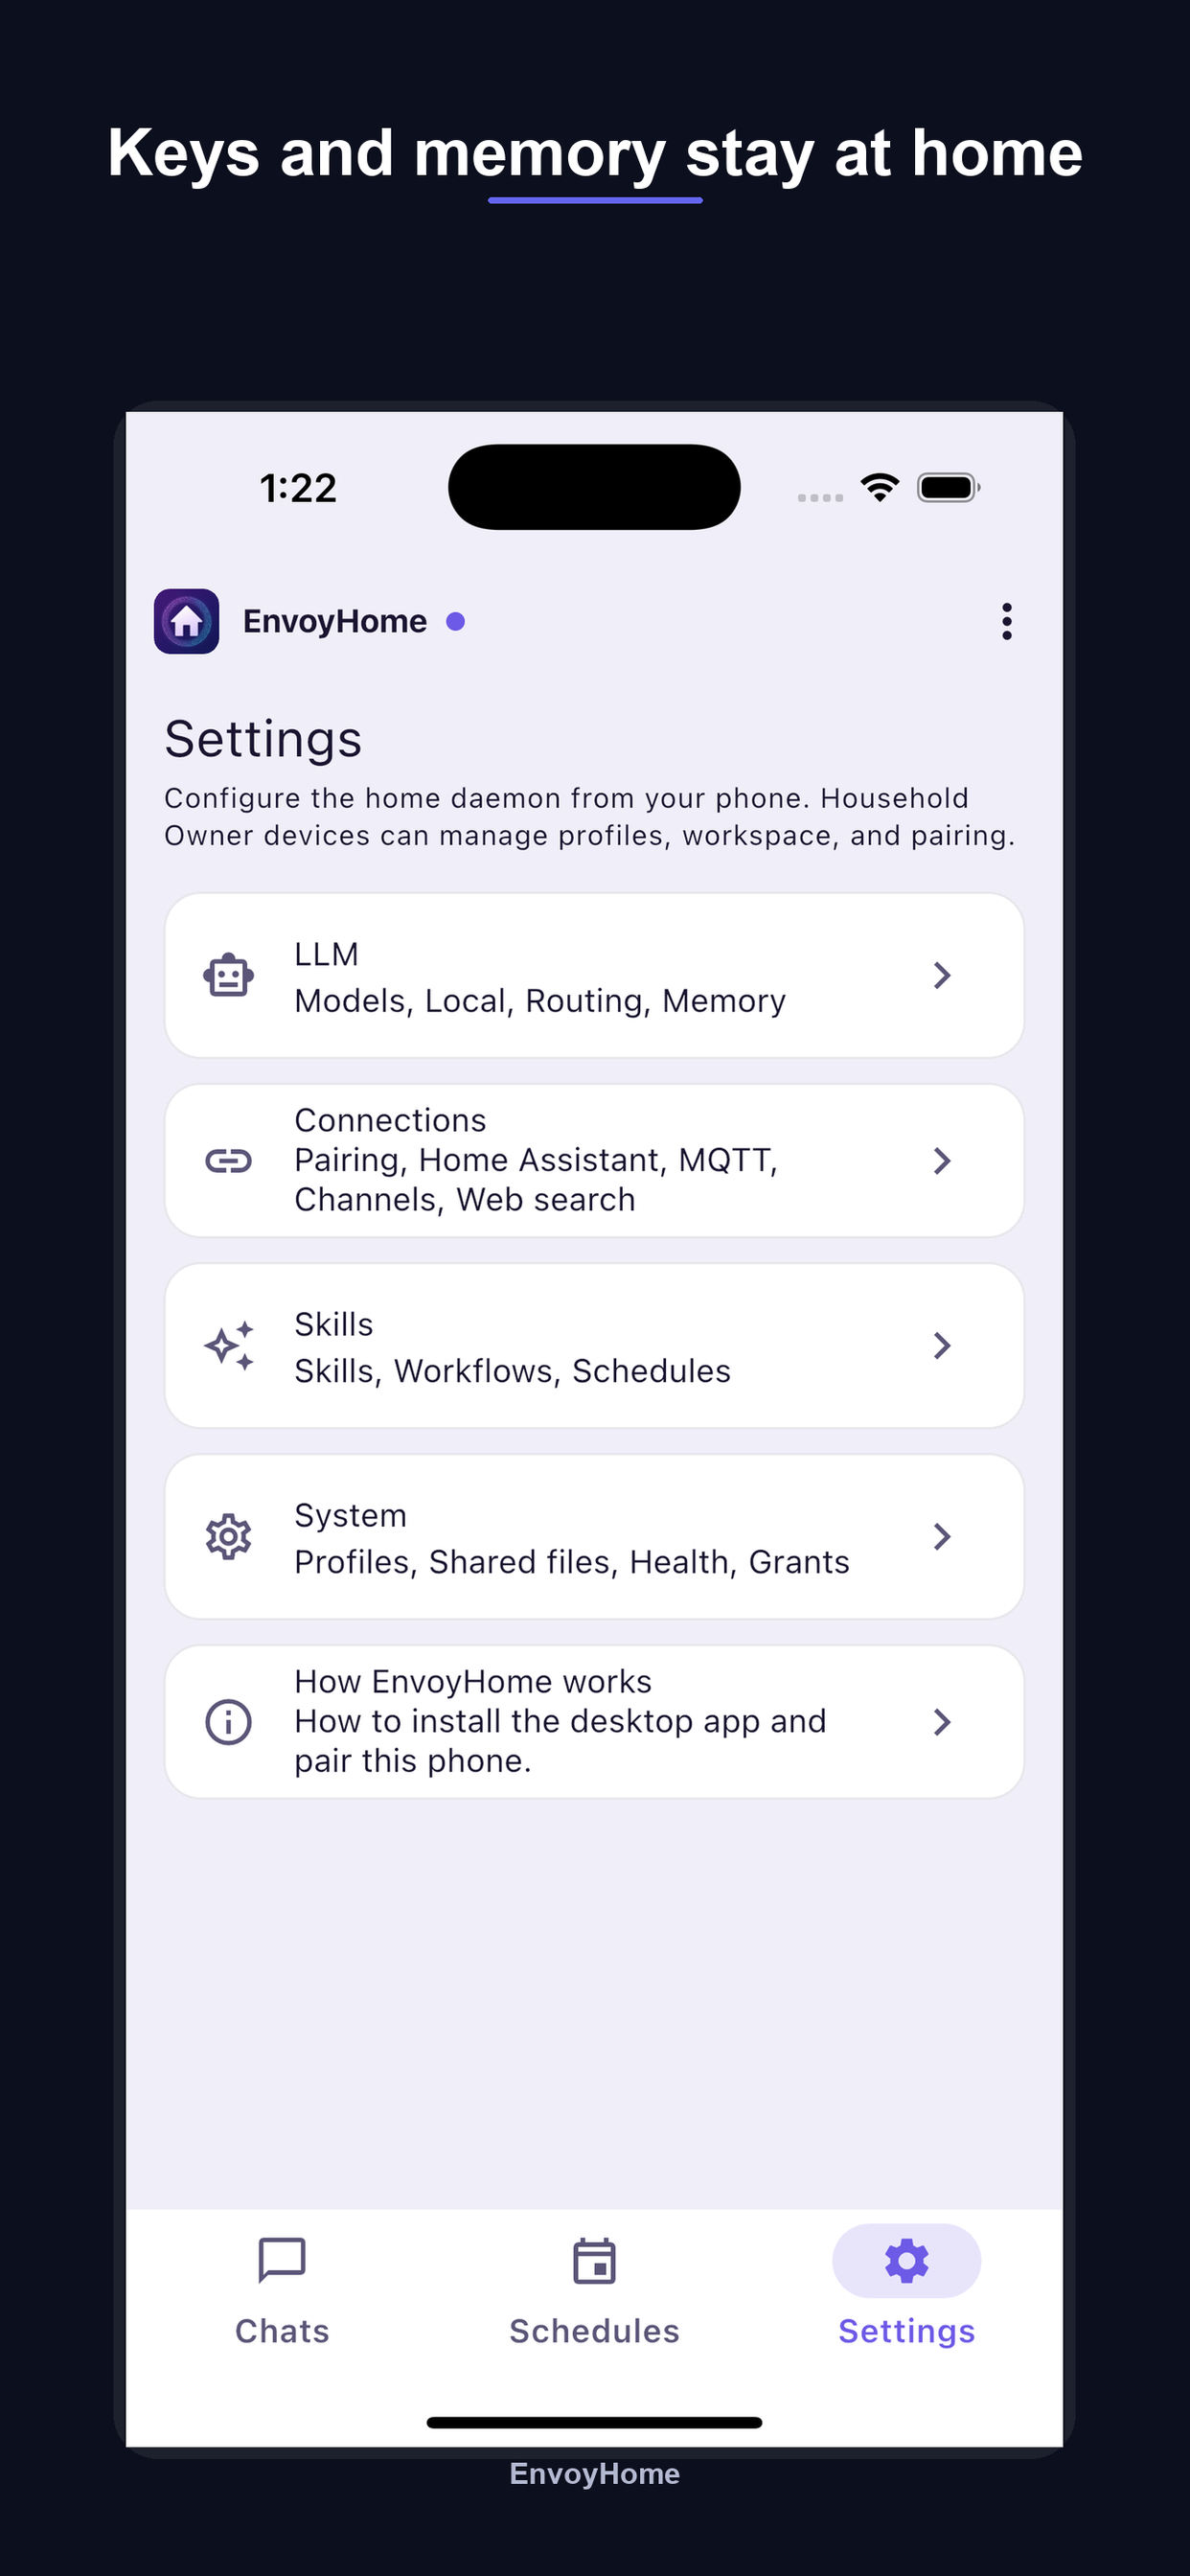 Keys and memory stay at home
1:22
EnvoyHome
Settings
Configure the home daemon from your phone. Household
Owner devices can manage profiles, workspace, and pairing.
LLM
Models, Local, Routing, Memory
Connections
Pairing, Home Assistant, MQTT,
Channels, Web search
Skills
Skills, Workflows, Schedules
System
Profiles, Shared files, Health, Grants
How EnvoyHome works
How to install the desktop app and
pair this phone.
Chats
Schedules
Settings
EnvoyHome